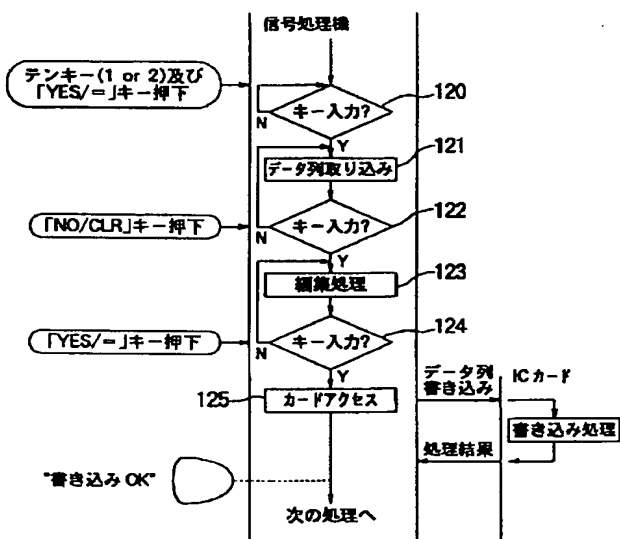 信号処理機
テンキー(1 or 2)及び
「YES/=」キー押下
キー入力?
120
N
Y
121
データ列取り込み
「NO/CLR」キー押下
キー入力?
122
N
Y
123
編集処理
「YES/=」キー押下
キー入力?
124
N
Y
125
カードアクセス
データ列
書き込み
ICカード
書き込み処理
処理結果
"書き込みOK"
次の処理へ